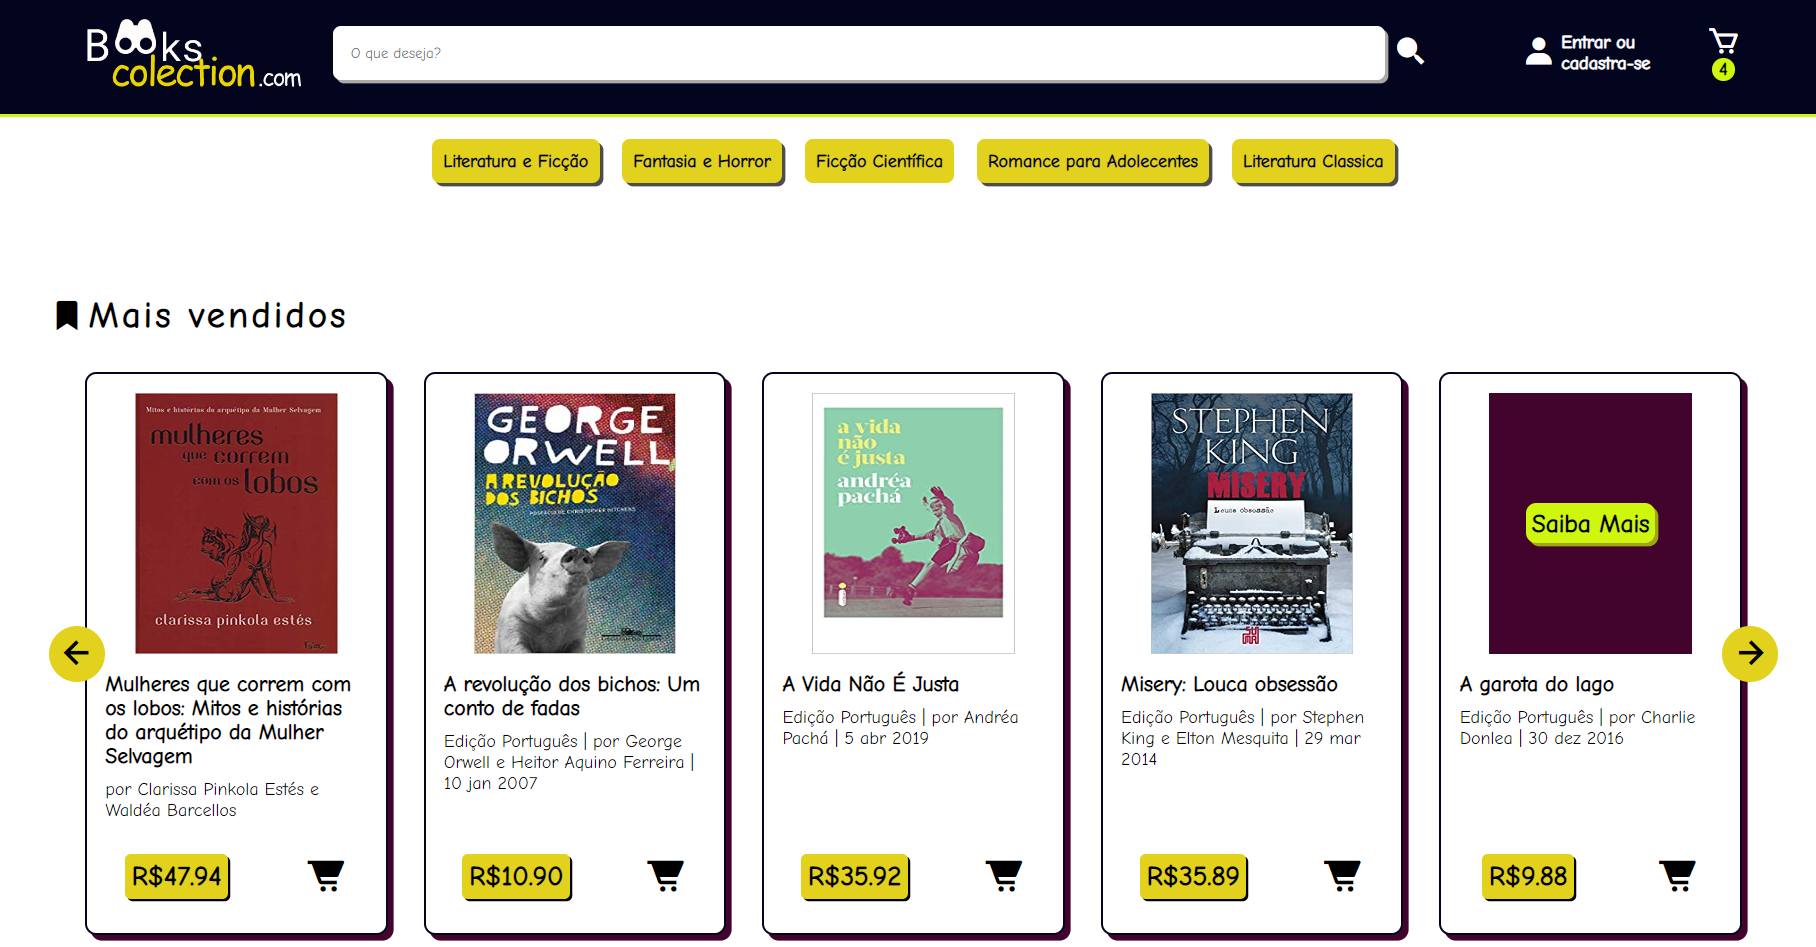 Books
colection.com
O que deseja?
Entrar ou
cadastra-se
4
Literatura e Ficção
Fantasia e Horror
Ficção Científica
Romance para Adolecentes
Literatura Classica
Mais vendidos
Mitos e histórias do arquétipo da Mulher Selvagem
mulheres
que correm
com os lobos
clarissa pinkola estés
Mulheres que correm com
os lobos: Mitos e histórias
do arquétipo da Mulher
Selvagem
por Clarissa Pinkola Estés e
Waldéa Barcellos
R$47.94
GEORGE
ORWELL
A REVOLUÇÃO
DOS BICHOS
POSFÁCIO DE CHRISTOPHER HITCHENS
A revolução dos bichos: Um
conto de fadas
Edição Português | por George
Orwell e Heitor Aquino Ferreira |
10 jan 2007
R$10.90
a vida
não
é justa
andréa
pachá
A Vida Não É Justa
Edição Português | por Andréa
Pachá | 5 abr 2019
R$35.92
STEPHEN
KING
MISERY
Louca obsessão
Misery: Louca obsessão
Edição Português | por Stephen
King e Elton Mesquita | 29 mar
2014
R$35.89
Saiba Mais
A garota do lago
Edição Português | por Charlie
Donlea | 30 dez 2016
R$9.88